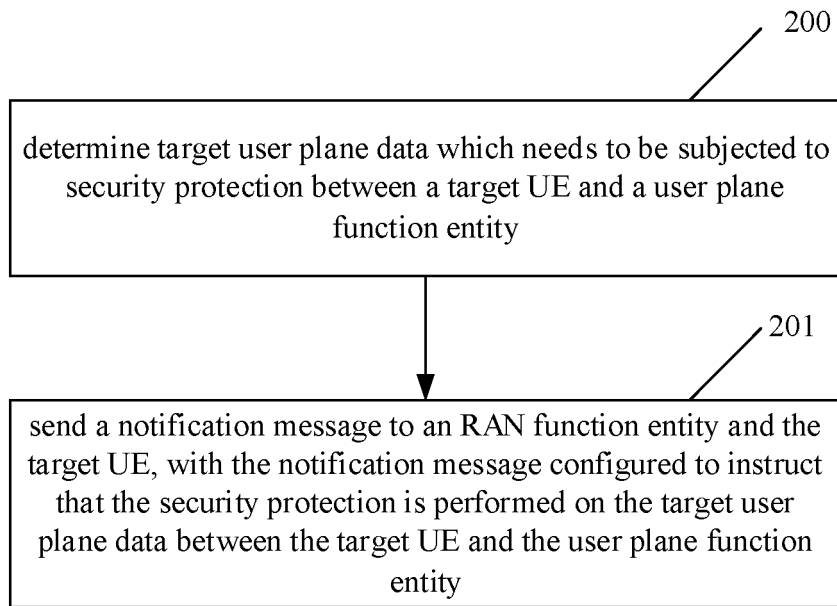 200
determine target user plane data which needs to be subjected to
security protection between a target UE and a user plane
function entity
201
send a notification message to an RAN function entity and the
target UE, with the notification message configured to instruct
that the security protection is performed on the target user
plane data between the target UE and the user plane function
entity